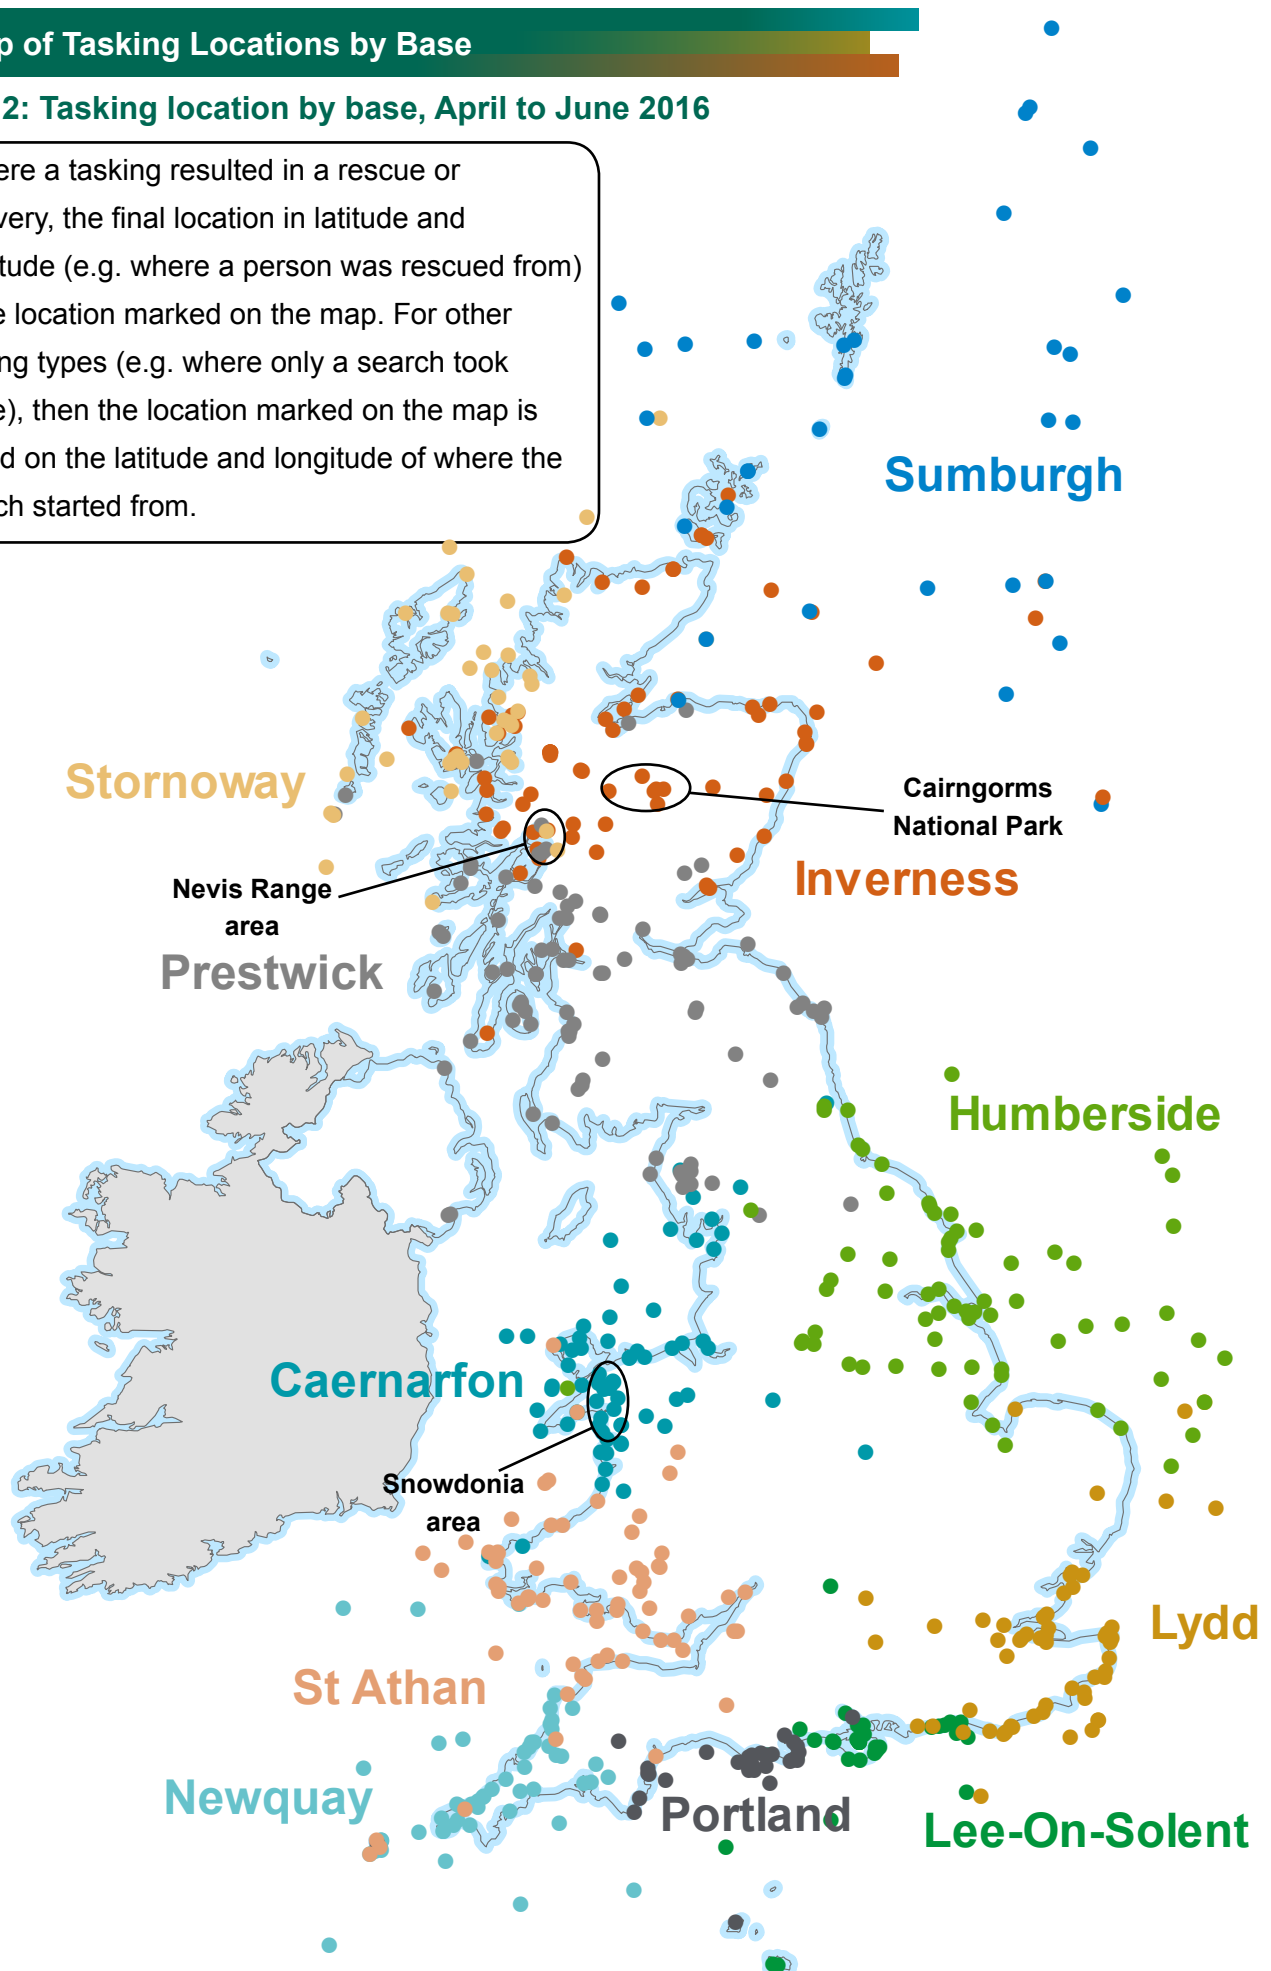 p of Tasking Locations by Base
2: Tasking location by base, April to June 2016
ere a tasking resulted in a rescue or
very, the final location in latitude and
tude (e.g. where a person was rescued from)
e location marked on the map. For other
ng types (e.g. where only a search took
e), then the location marked on the map is
d on the latitude and longitude of where the
ch started from.
Sumburgh
Stornoway
Cairngorms
National Park
Inverness
Nevis Range
area
Prestwick
Humberside
Caernarfon
Snowdonia
area
Lydd
St Athan
Newquay
Portland
Lee-On-Solent